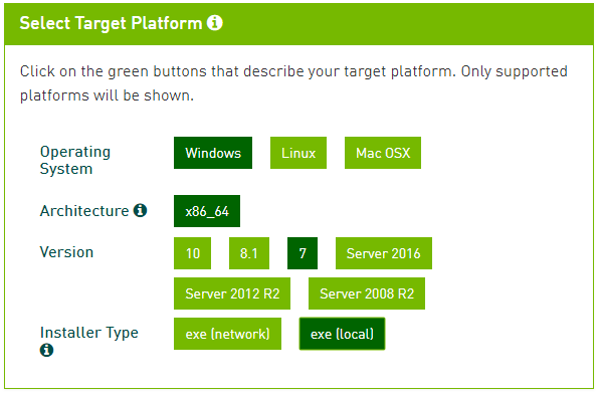 Select Target Platform
Click on the green buttons that describe your target platform. Only supported
platforms will be shown.
Operating
System
Windows Linux Mac OSX
Architecture x86_64
Version 10 8.1 7 Server 2016
Server 2012 R2 Server 2008 R2
Installer Type exe (network) exe (local)